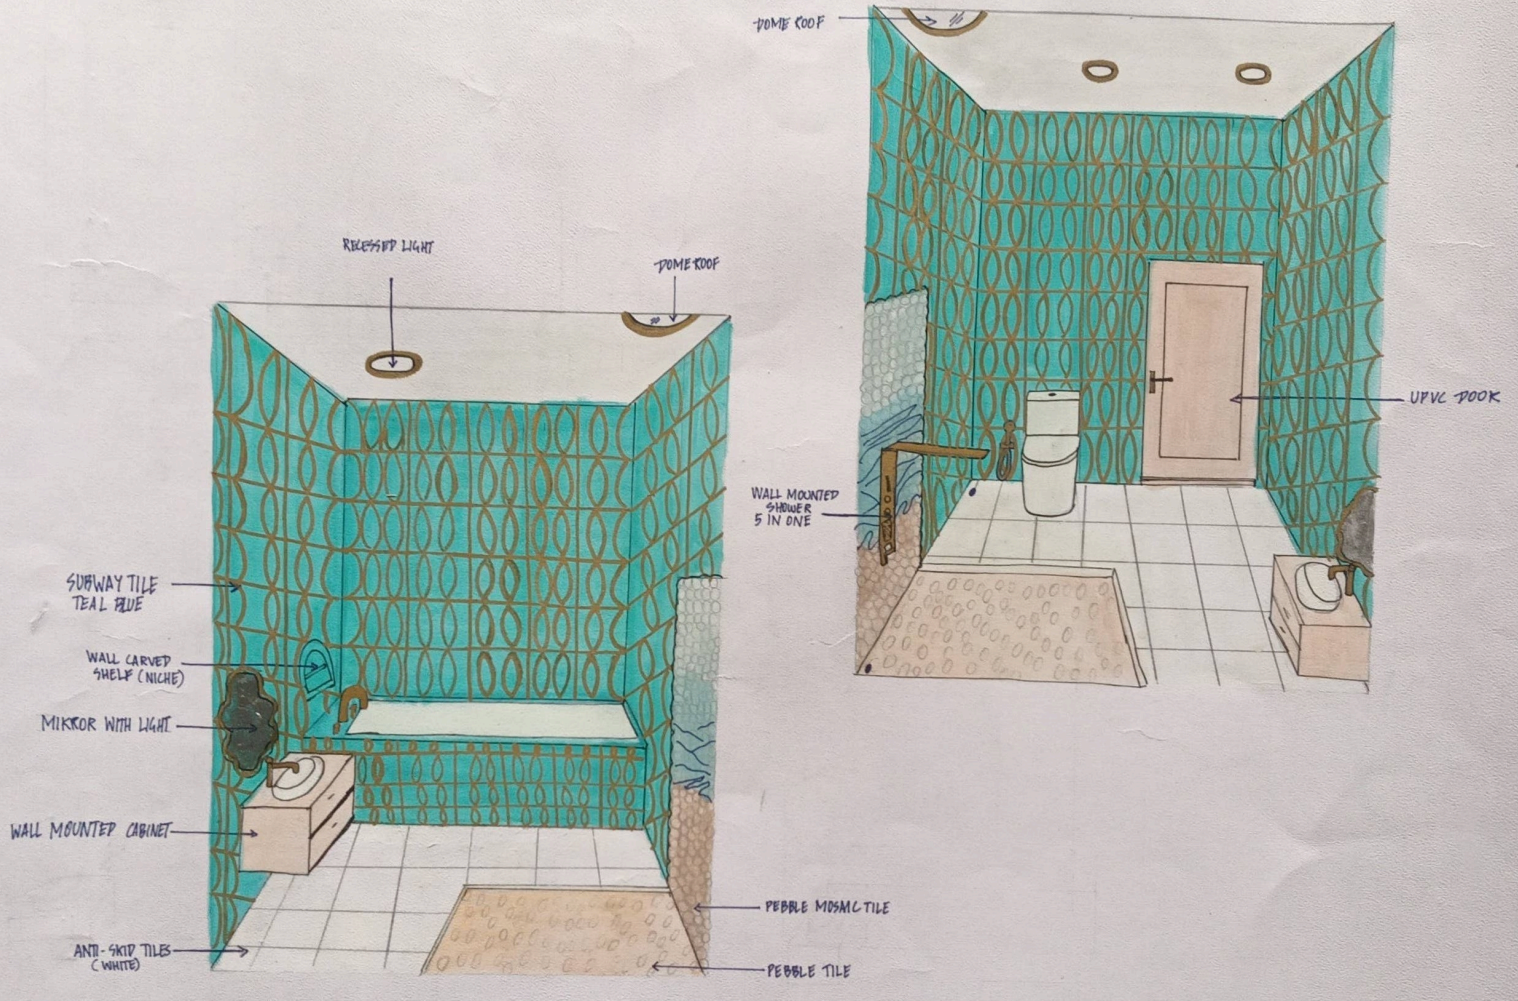 RECESSED LIGHT
DOME ROOF
SUBWAY TILE
TEAL BLUE
WALL CARVED
SHELF (NICHE)
MIRROR WITH LIGHT
WALL MOUNTED CABINET
ANTI-SKID TILES
(WHITE)
PEBBLE MOSAIC TILE
PEBBLE TILE
DOME ROOF
UPVC DOOR
WALL MOUNTED
SHOWER
5 IN ONE